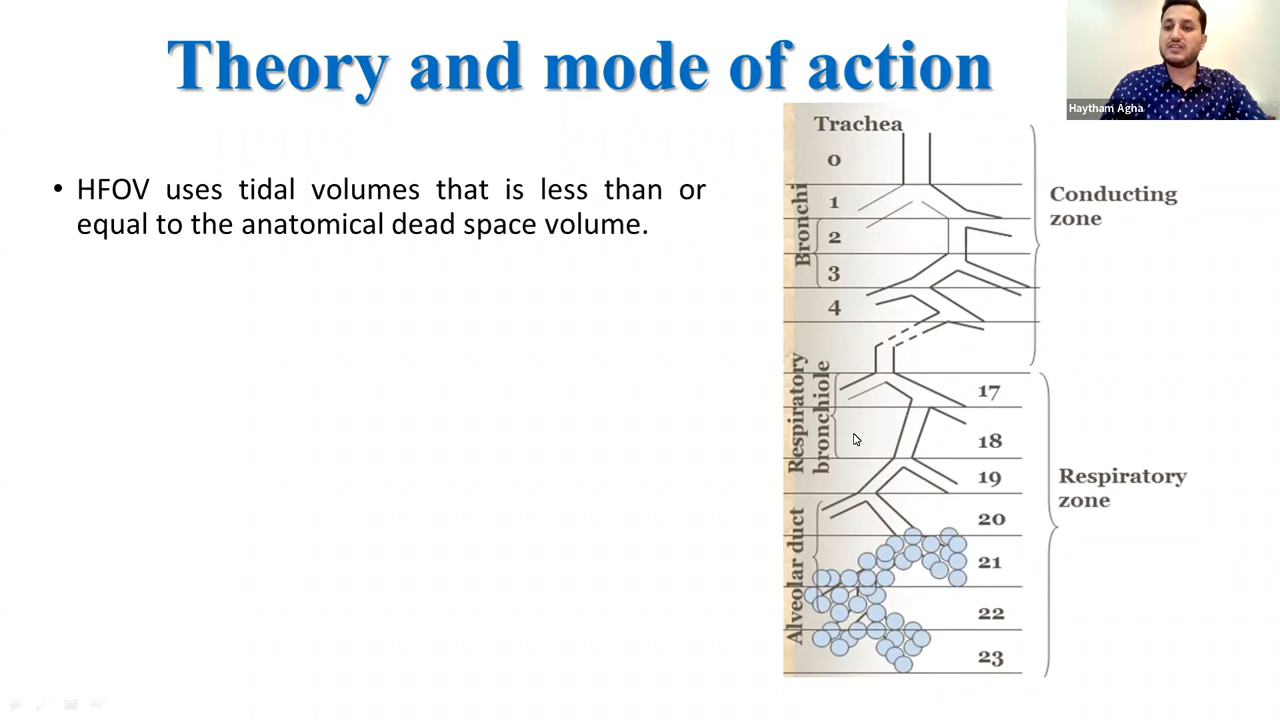 Theory and mode of action
Haytham Agha
• HFOV uses tidal volumes that is less than or
equal to the anatomical dead space volume.
Trachea
0
Bronchi
1
2
3
4
Conducting
zone
Respiratory
bronchiole
17
18
19
20
Respiratory
zone
Alveolar duct
21
22
23